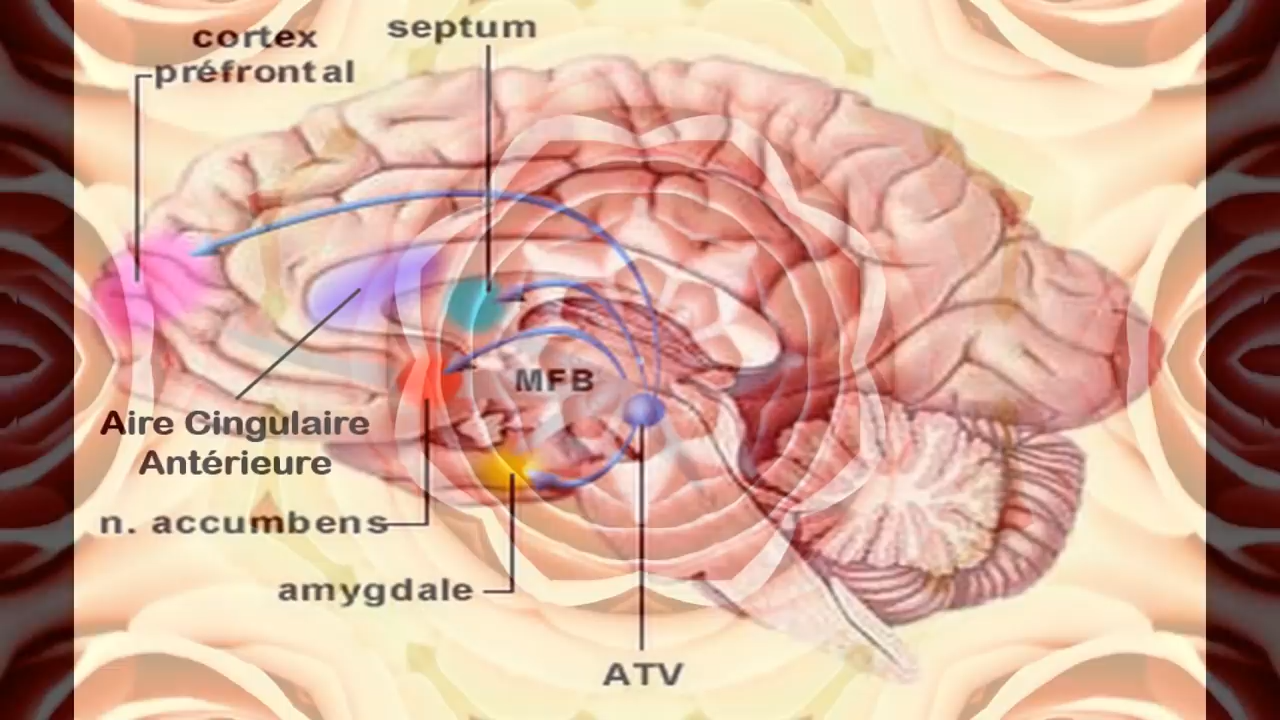 cortex
préfrontal
septum
MFB
Aire Cingulaire
Antérieure
n. accumbens
amygdale
ATV